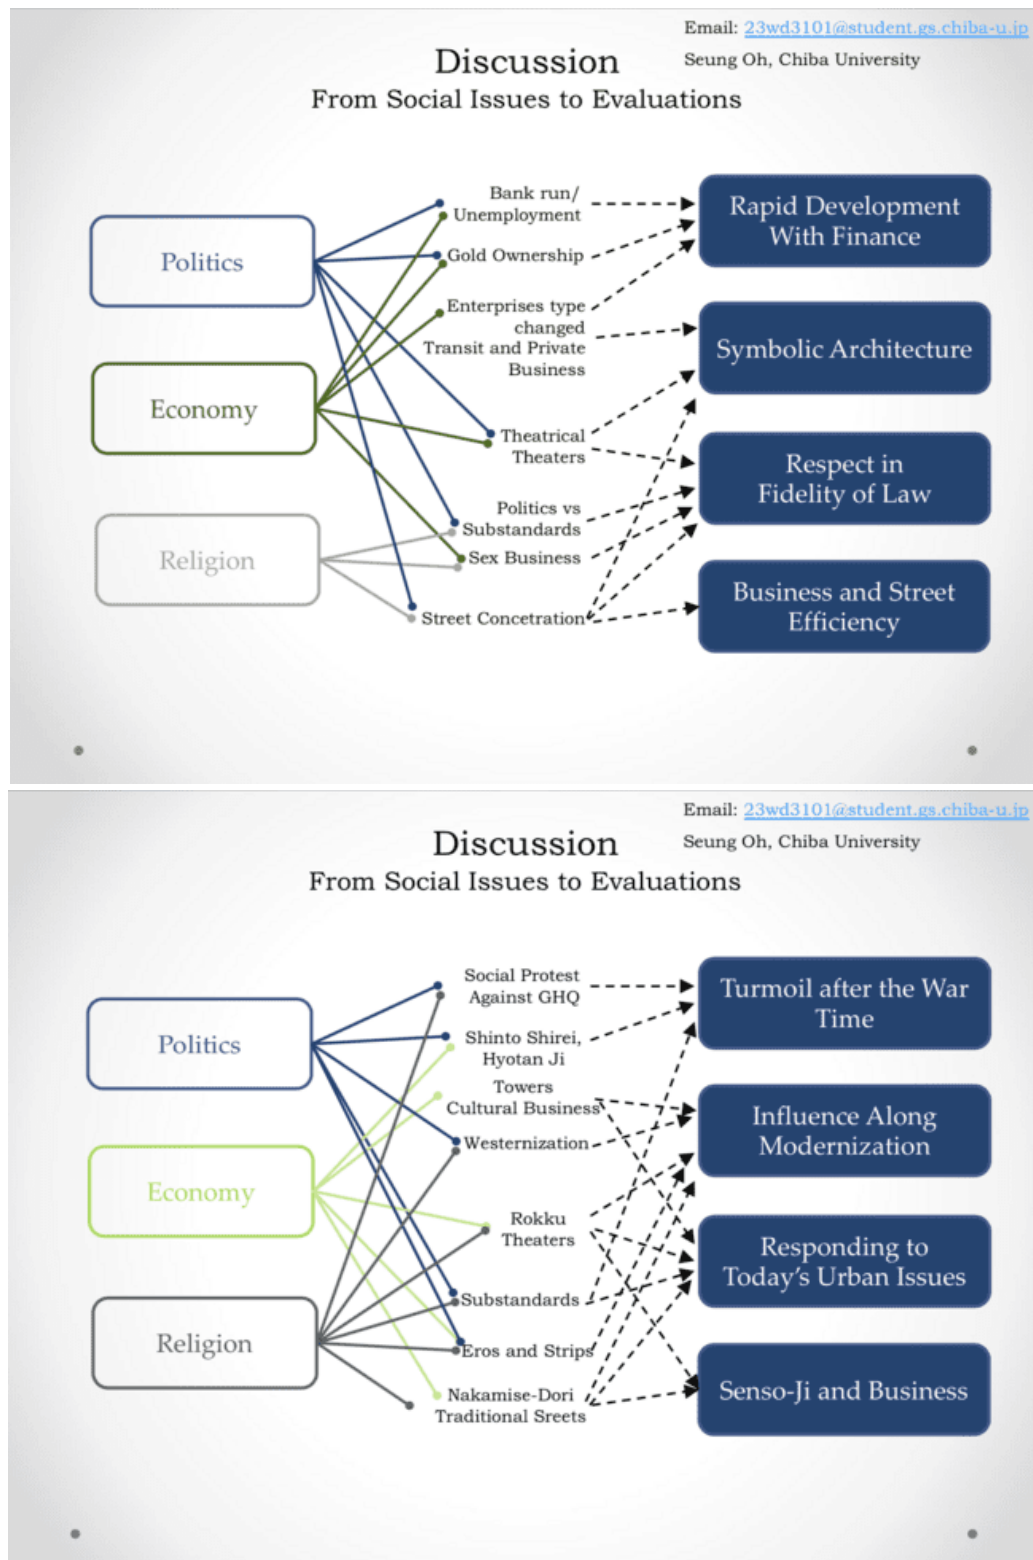 Email: 23wd3101@student.gs.chiba-u.jp
Discussion
Seung Oh, Chiba University
From Social Issues to Evaluations
Politics
Economy
Religion
Bank run/
Unemployment
Gold Ownership
Enterprises type
changed
Transit and Private
Business
Theatrical
Theaters
Politics vs
Substandards
Sex Business
Street Concetration
Rapid Development
With Finance
Symbolic Architecture
Respect in
Fidelity of Law
Business and Street
Efficiency
Email: 23wd3101@student.gs.chiba-u.jp
Discussion
Seung Oh, Chiba University
From Social Issues to Evaluations
Politics
Economy
Religion
Social Protest
Against GHQ
Shinto Shirei,
Hyotan Ji
Towers
Cultural Business
Westernization
Rokku
Theaters
Substandards
Eros and Strips
Nakamise-Dori
Traditional Sreets
Turmoil after the War
Time
Influence Along
Modernization
Responding to
Today's Urban Issues
Senso-Ji and Business